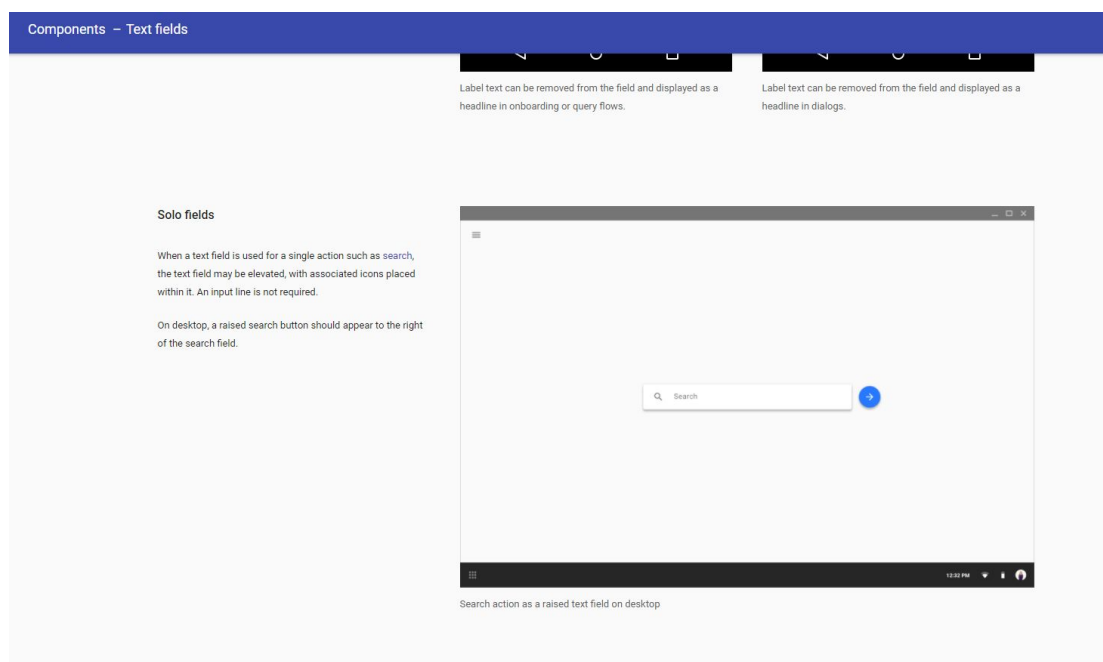 Components – Text fields
Label text can be removed from the field and displayed as a
headline in onboarding or query flows.
Label text can be removed from the field and displayed as a
headline in dialogs.
Solo fields
When a text field is used for a single action such as search,
the text field may be elevated, with associated icons placed
within it. An input line is not required.
On desktop, a raised search button should appear to the right
of the search field.
Search
12:32 PM
Search action as a raised text field on desktop